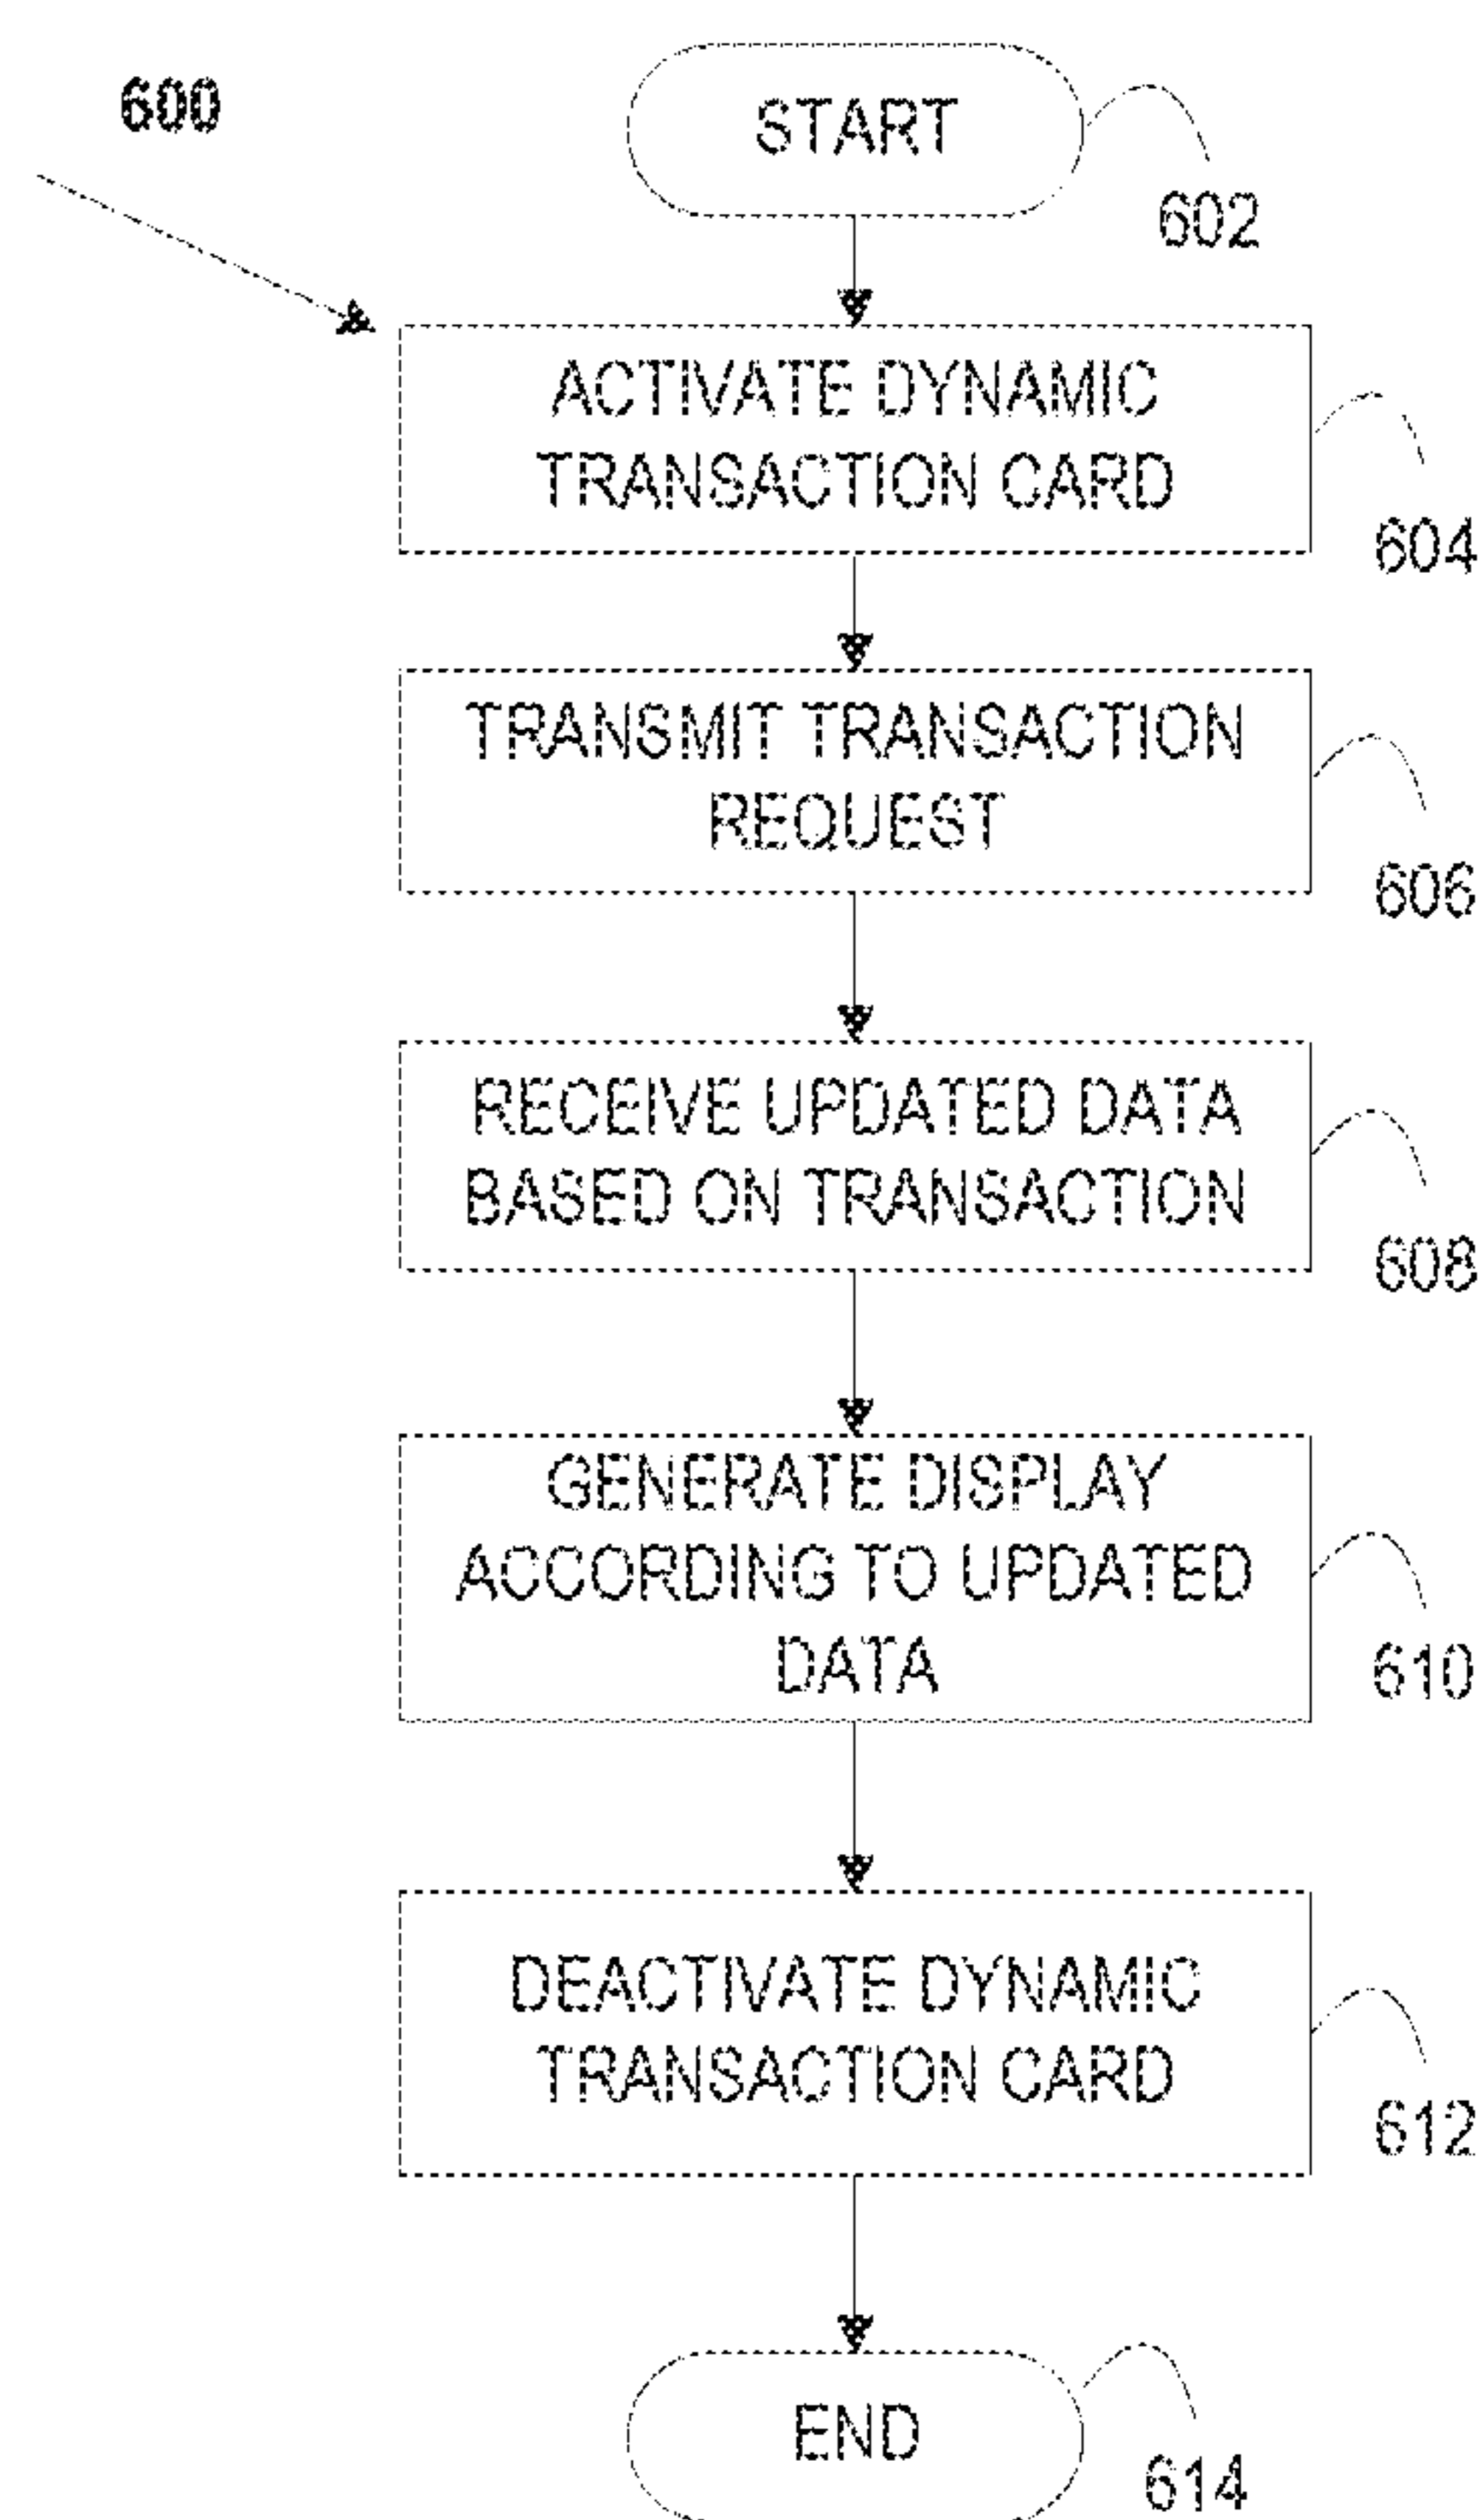 600
START
602
ACTIVATE DYNAMIC
TRANSACTION CARD
604
TRANSMIT TRANSACTION
REQUEST
606
RECEIVE UPDATED DATA
BASED ON TRANSACTION
608
GENERATE DISPLAY
ACCORDING TO UPDATED
DATA
610
DEACTIVATE DYNAMIC
TRANSACTION CARD
612
END
614